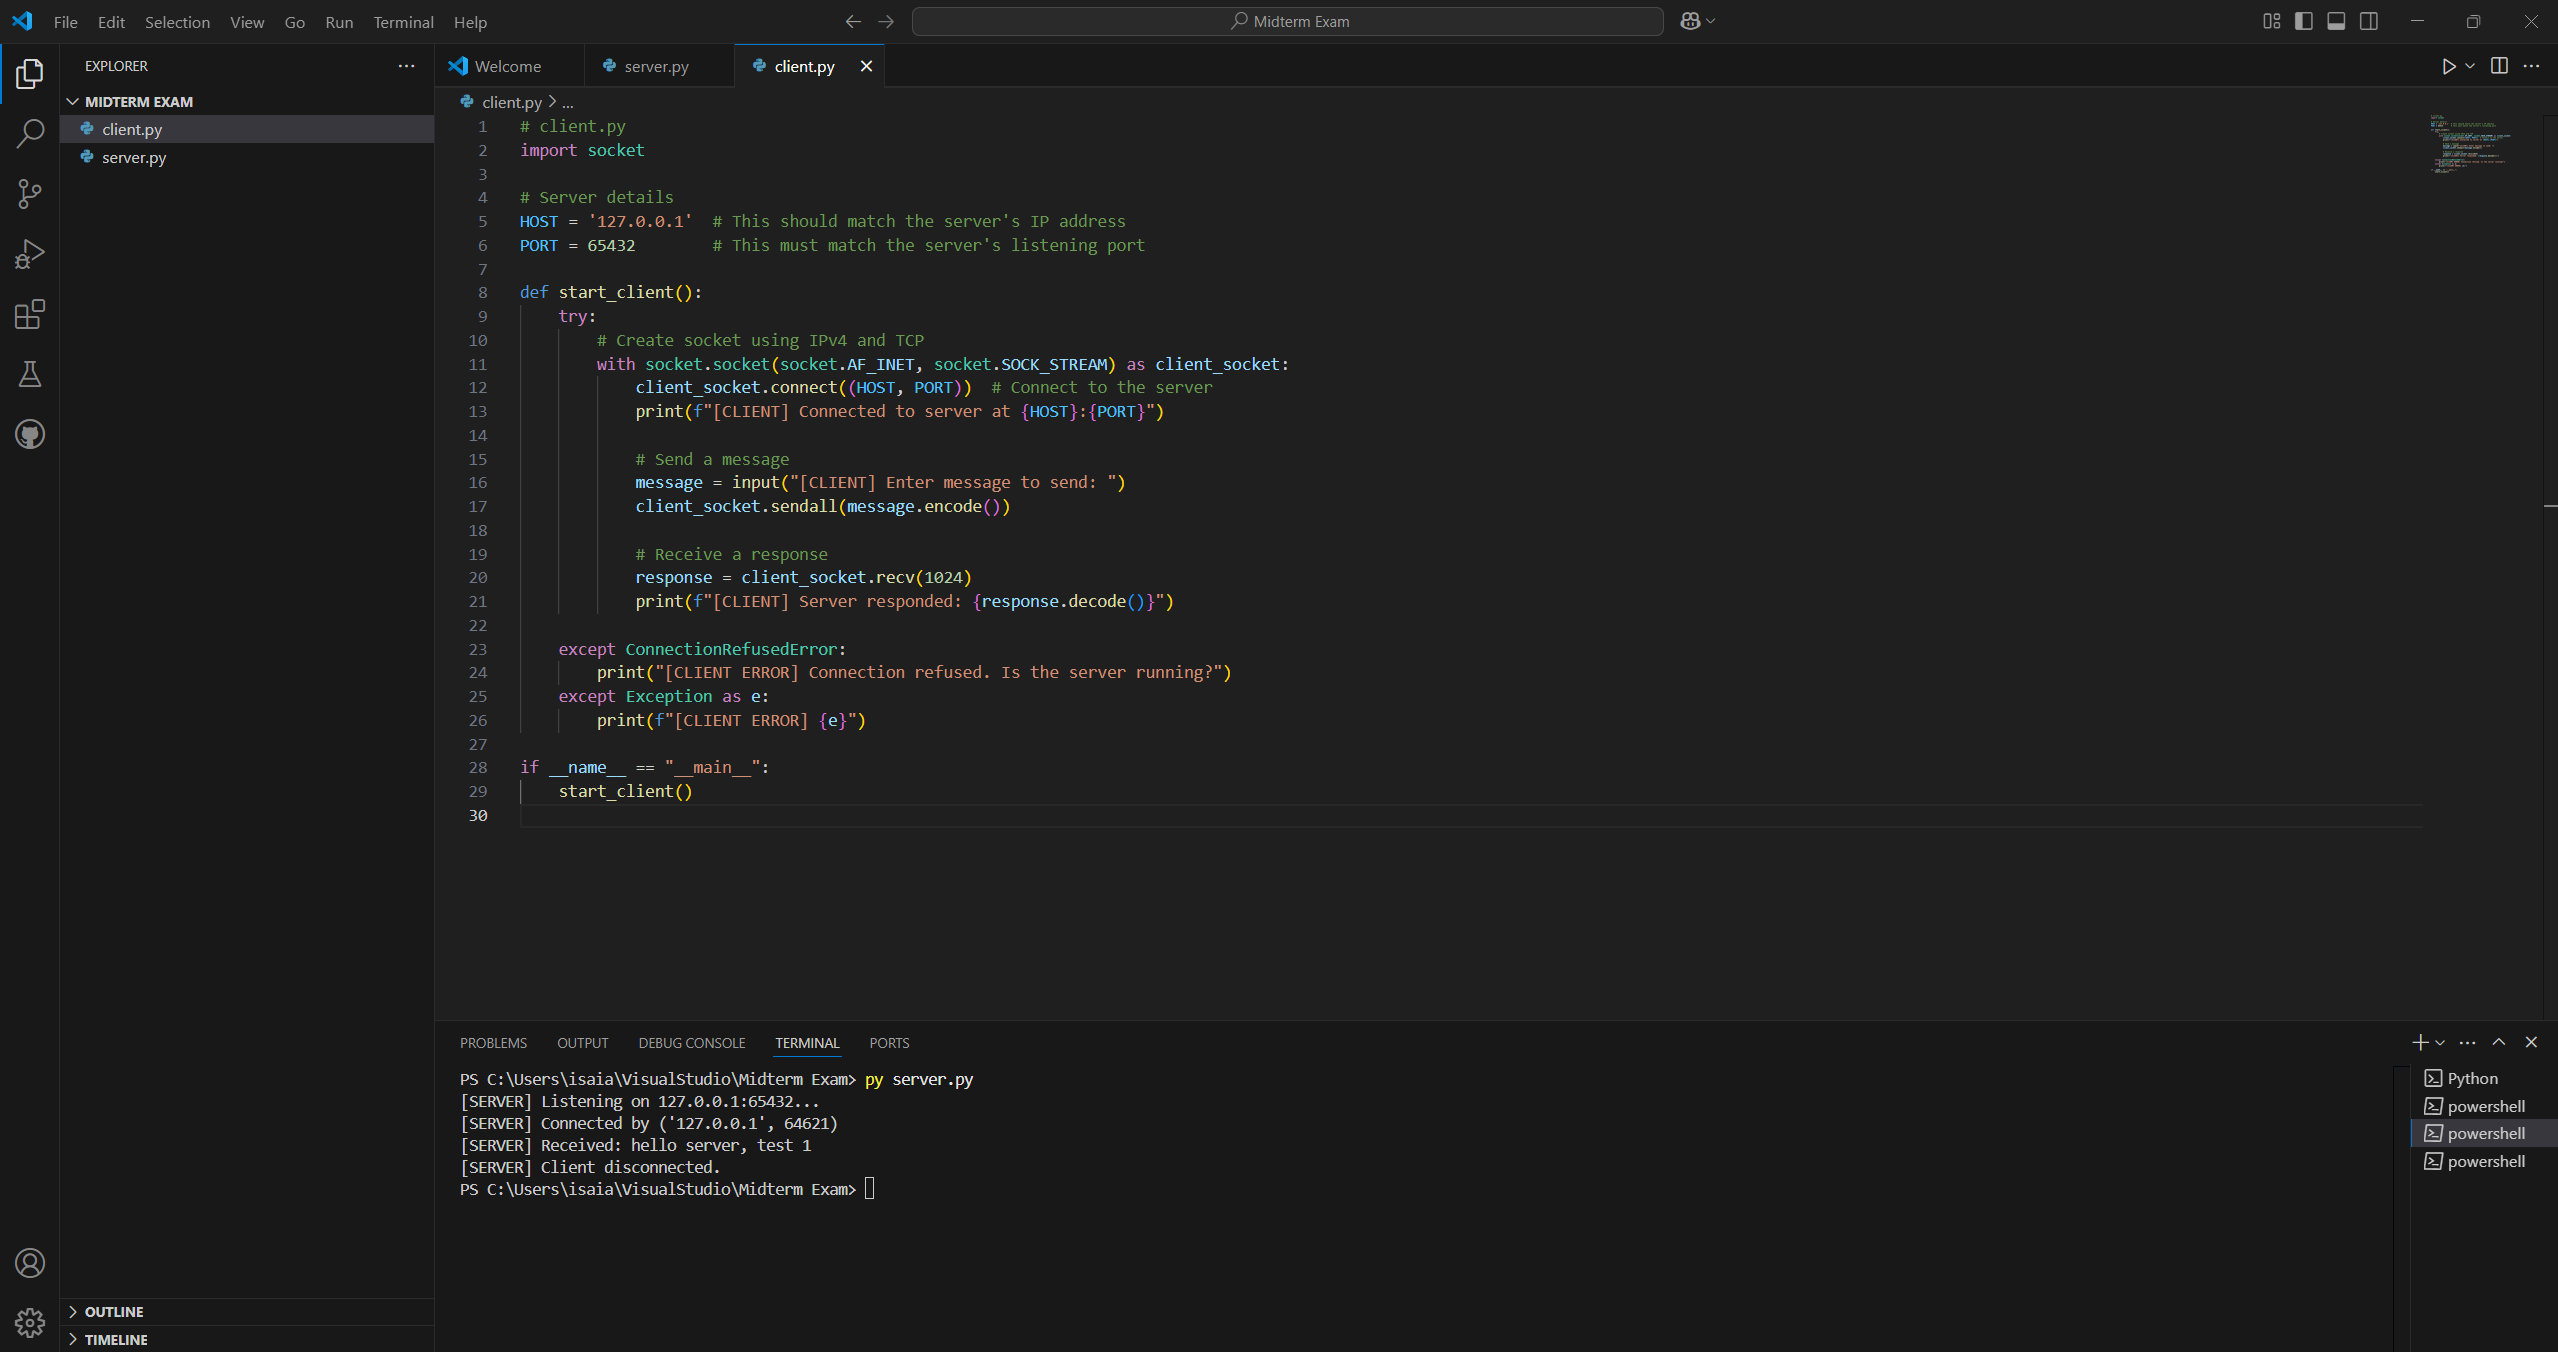 File Edit Selection View Go Run Terminal Help
Midterm Exam
EXPLORER
MIDTERM EXAM
client.py
server.py
OUTLINE
TIMELINE
Welcome server.py client.py
client.py > ...
1 # client.py
2 import socket
3
4 # Server details
5 HOST = '127.0.0.1'  # This should match the server's IP address
6 PORT = 65432        # This must match the server's listening port
7
8 def start_client():
9     try:
10         # Create socket using IPv4 and TCP
11         with socket.socket(socket.AF_INET, socket.SOCK_STREAM) as client_socket:
12             client_socket.connect((HOST, PORT))  # Connect to the server
13             print(f"[CLIENT] Connected to server at {HOST}:{PORT}")
14
15             # Send a message
16             message = input("[CLIENT] Enter message to send: ")
17             client_socket.sendall(message.encode())
18
19             # Receive a response
20             response = client_socket.recv(1024)
21             print(f"[CLIENT] Server responded: {response.decode()}")
22
23     except ConnectionRefusedError:
24         print("[CLIENT ERROR] Connection refused. Is the server running?")
25     except Exception as e:
26         print(f"[CLIENT ERROR] {e}")
27
28 if __name__ == "__main__":
29     start_client()
30
PROBLEMS OUTPUT DEBUG CONSOLE TERMINAL PORTS
PS C:\Users\isaia\VisualStudio\Midterm Exam> py server.py
[SERVER] Listening on 127.0.0.1:65432...
[SERVER] Connected by ('127.0.0.1', 64621)
[SERVER] Received: hello server, test 1
[SERVER] Client disconnected.
PS C:\Users\isaia\VisualStudio\Midterm Exam>
Python
powershell
powershell
powershell